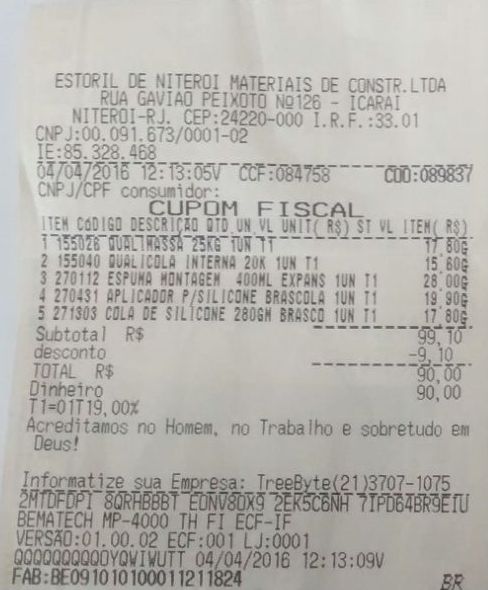 ESTORIL DE NITEROI MATERIAIS DE CONSTR.LTDA
RUA GAVIAO PEIXOTO Nº126 - ICARAI
NITEROI-RJ. CEP:24220-000 I.R.F.:33.01
CNPJ:00.091.673/0001-02
IE:85.328.468
04/04/2016 12:13:05V CCF:084758 COO:089837
CNPJ/CPF consumidor:
CUPOM FISCAL
ITEM CÓDIGO DESCRIÇÃO QTD UN VL UNIT( R$) ST VL ITEM( R$)
1 155026 QUALIMASSA 25KG 1UN T1 17,80G
2 155040 QUALICOLA INTERNA 20K 1UN T1 15,60G
3 270112 ESPUMA MONTAGEM 400ML EXPANS 1UN T1 28,00G
4 270431 APLICADOR P/SILICONE BRASCOLA 1UN T1 19,90G
5 271303 COLA DE SILICONE 280GM BRASCO 1UN T1 17,80G
Subtotal R$ 99,10
desconto -9,10
TOTAL R$ 90,00
Dinheiro 90,00
T1=01T19,00%
Acreditamos no Homem, no Trabalho e sobretudo em
Deus!
Informatize sua Empresa: TreeByte(21)3707-1075
2MTDFDPI 8QRHBBBT EONV8DX9 2EK5C6NH 7IPD64BR9EIU
BEMATECH MP-4000 TH FI ECF-IF
VERSÃO:01.00.02 ECF:001 LJ:0001
QQQQQQQQQOYQWIWUTT 04/04/2016 12:13:09V
FAB:BE091010100011211824 BR